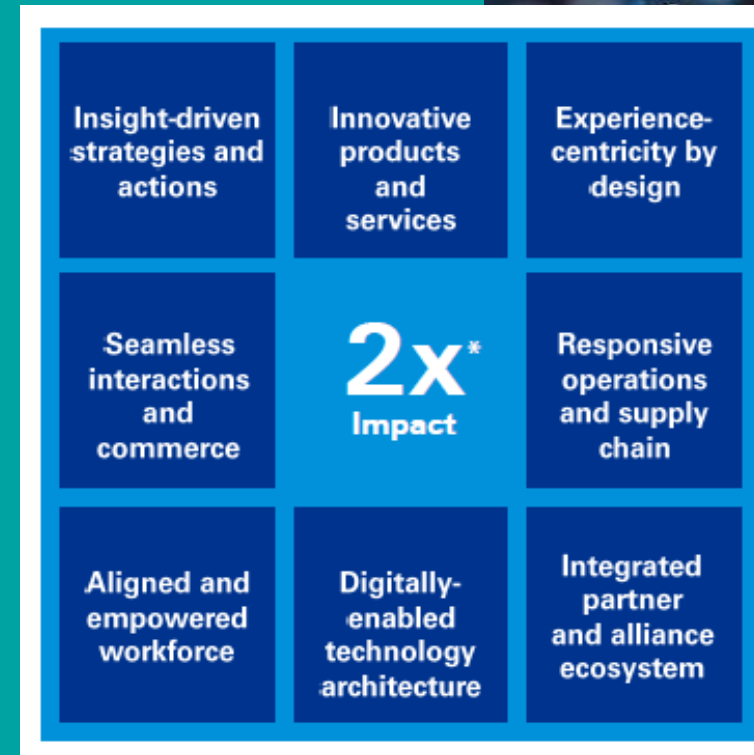 Insight-driven
strategies and
actions
Innovative
products
and
services
Experience-
centricity by
design
Seamless
interactions
and
commerce
2x*
Impact
Responsive
operations
and supply
chain
Aligned and
empowered
workforce
Digitally-
enabled
technology
architecture
Integrated
partner
and alliance
ecosystem